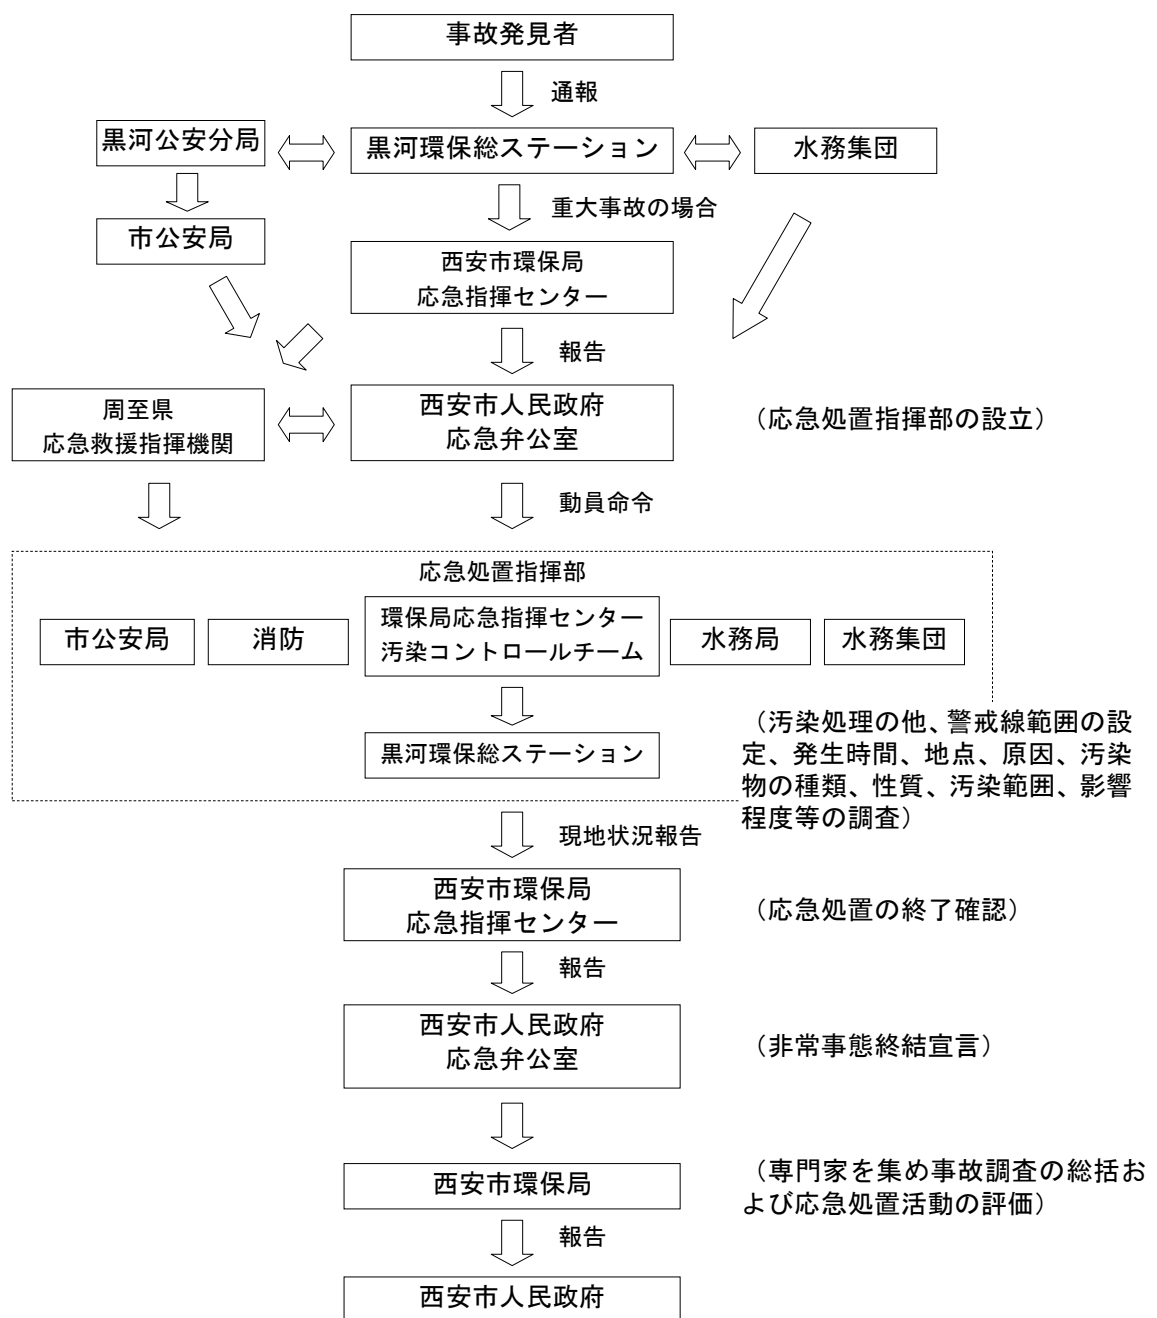 事故発見者
通報
黒河公安分局
黒河環保総ステーション
水務集団
重大事故の場合
市公安局
西安市環保局
応急指揮センター
報告
周至県
応急救援指揮機関
西安市人民政府
応急弁公室
（応急処置指揮部の設立）
動員命令
応急処置指揮部
市公安局
消防
環保局応急指揮センター
汚染コントロールチーム
水務局
水務集団
黒河環保総ステーション
（汚染処理の他、警戒線範囲の設
定、発生時間、地点、原因、汚染
物の種類、性質、汚染範囲、影響
程度等の調査）
現地状況報告
西安市環保局
応急指揮センター
（応急処置の終了確認）
報告
西安市人民政府
応急弁公室
（非常事態終結宣言）
西安市環保局
（専門家を集め事故調査の総括お
よび応急処置活動の評価）
報告
西安市人民政府